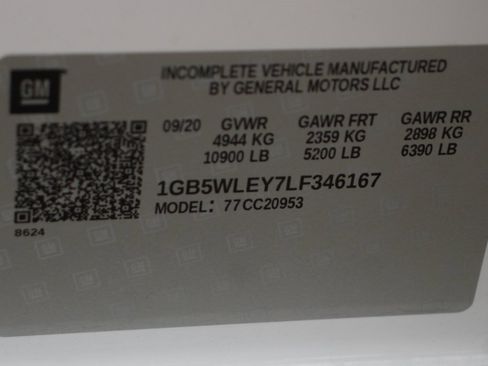 GM
INCOMPLETE VEHICLE MANUFACTURED
BY GENERAL MOTORS LLC
09/20 GVWR GAWR FRT GAWR RR
4944 KG 2359 KG 2898 KG
10900 LB 5200 LB 6390 LB
1GB5WLEY7LF346167
MODEL: 77CC20953
8624